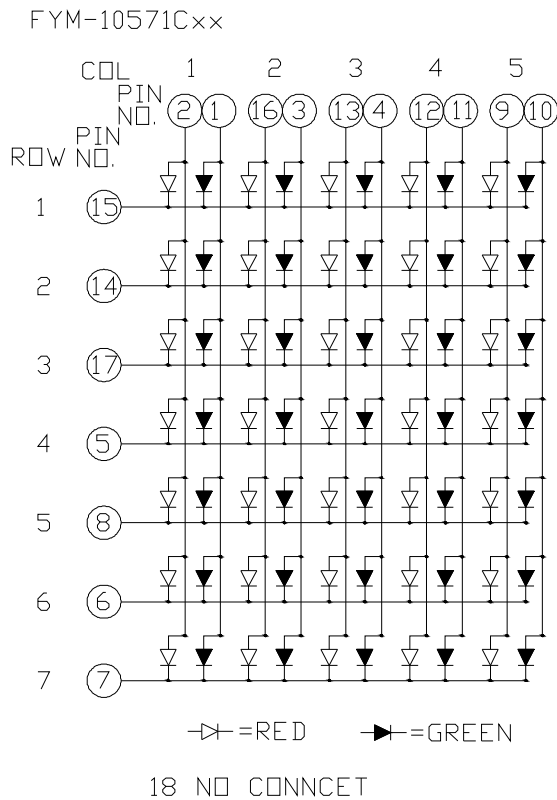 FYM-10571Cxx
COL 1 2 3 4 5
PIN NO. 2 1 16 3 13 4 12 11 9 10
ROW PIN NO.
1 15
2 14
3 17
4 5
5 8
6 6
7 7
=RED =GREEN
18 NO CONNCET